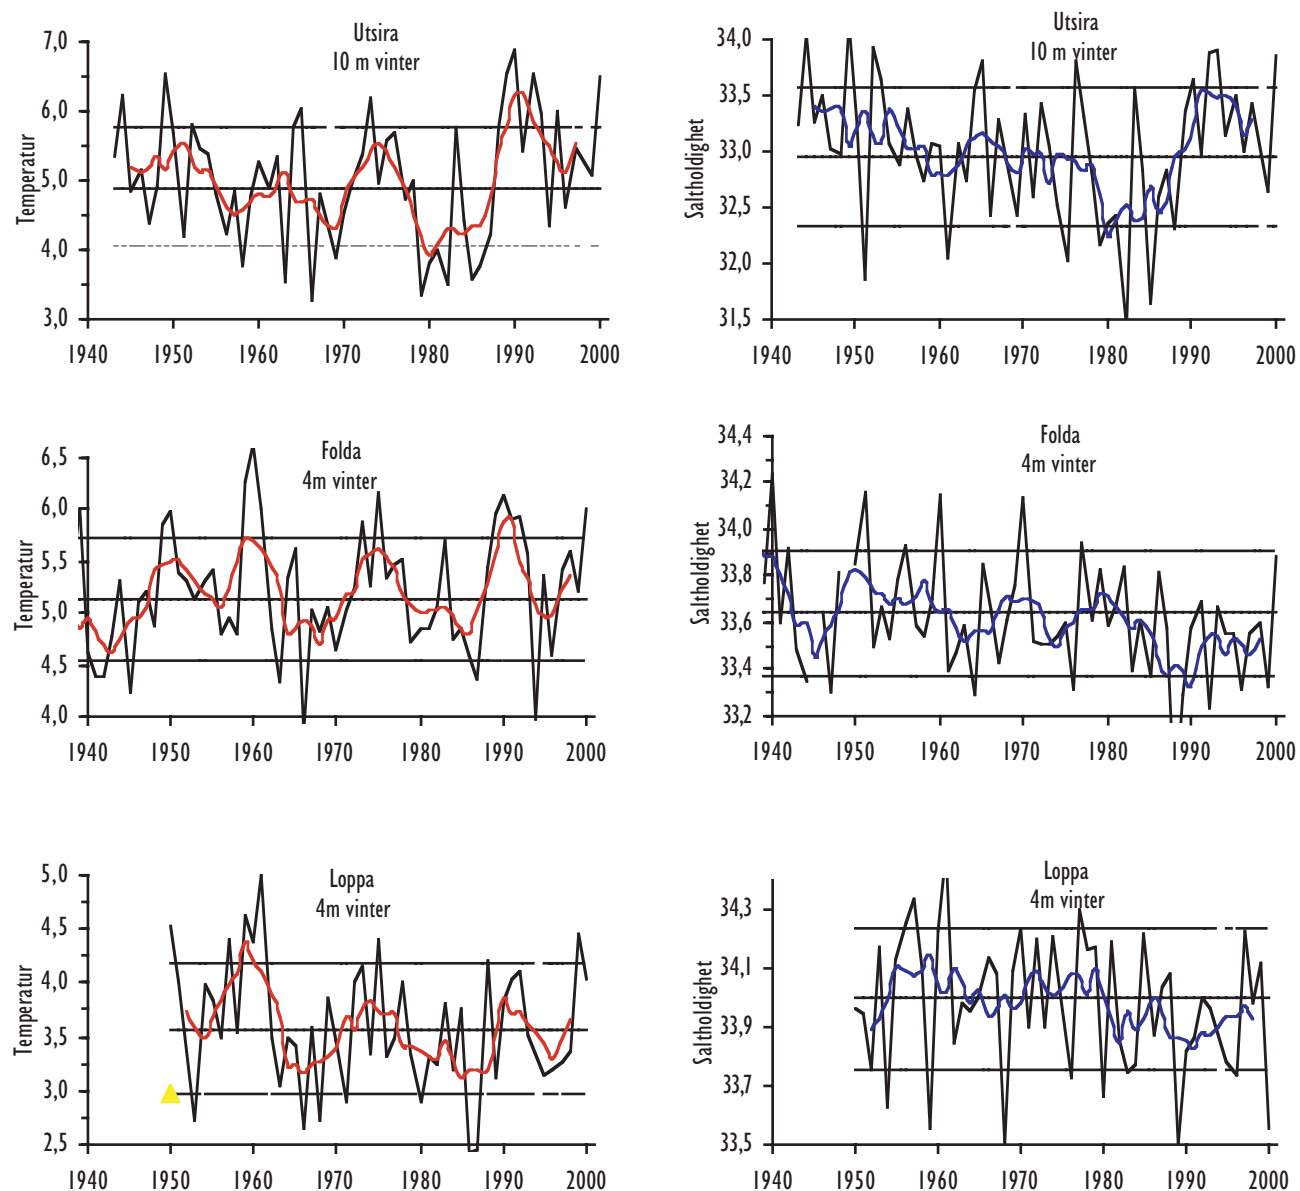 Utsira
10 m vinter
Temperatur
7,0
6,0
5,0
4,0
3,0
1940 1950 1960 1970 1980 1990 2000
Utsira
10 m vinter
Saltholdighet
34,0
33,5
33,0
32,5
32,0
31,5
1940 1950 1960 1970 1980 1990 2000
Folda
4m vinter
Temperatur
6,5
6,0
5,5
5,0
4,5
4,0
1940 1950 1960 1970 1980 1990 2000
Folda
4m vinter
Saltholdighet
34,4
34,2
34,0
33,8
33,6
33,4
33,2
1940 1950 1960 1970 1980 1990 2000
Loppa
4m vinter
Temperatur
5,0
4,5
4,0
3,5
3,0
2,5
1940 1950 1960 1970 1980 1990 2000
Loppa
4m vinter
Saltholdighet
34,3
34,1
33,9
33,7
33,5
1940 1950 1960 1970 1980 1990 2000